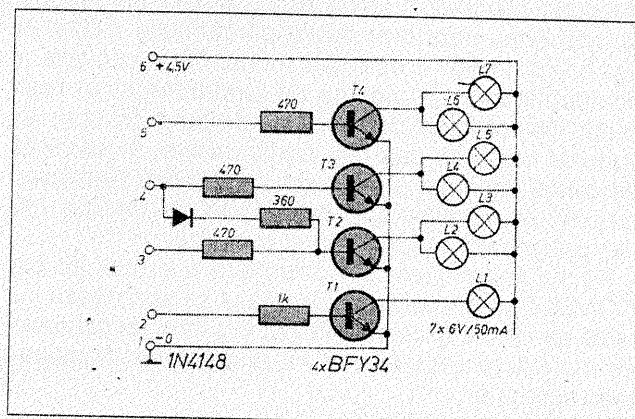 6 +4,5V
L7
T4
L6
470
5
L5
T3
470
L4
4
360
L3
T2
470
L2
3
T1
L1
1k
2
7x 6V/50mA
1 -0
1N4148
4xBFY34